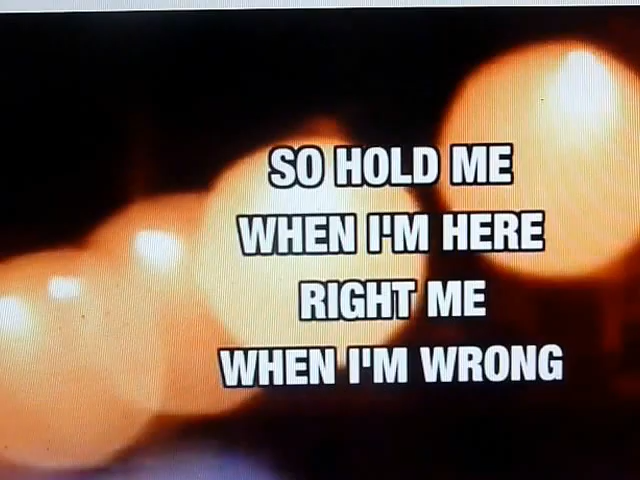 SO HOLD ME
WHEN I'M HERE
RIGHT ME
WHEN I'M WRONG